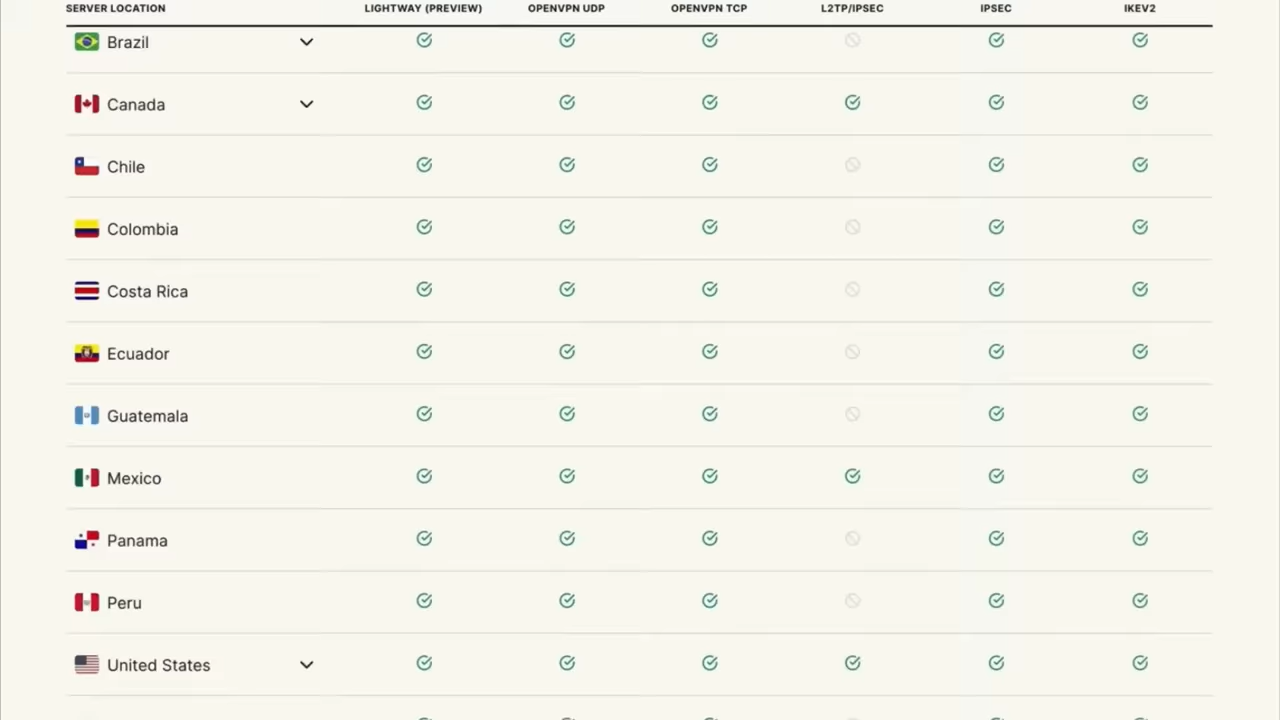 SERVER LOCATION LIGHTWAY (PREVIEW) OPENVPN UDP OPENVPN TCP L2TP/IPSEC IPSEC IKEV2
Brazil
Canada
Chile
Colombia
Costa Rica
Ecuador
Guatemala
Mexico
Panama
Peru
United States